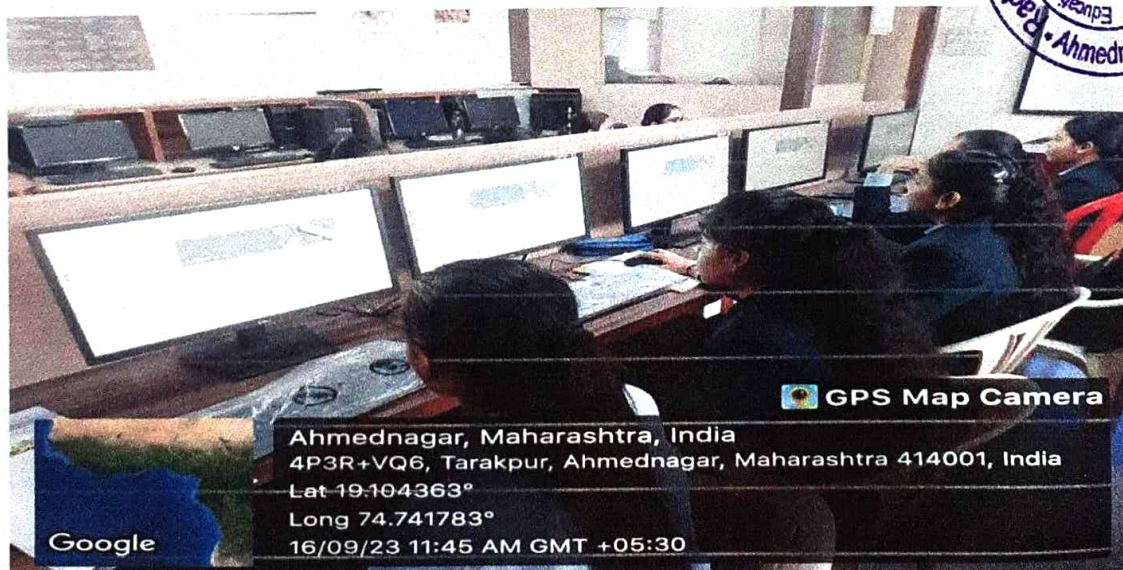 GPS Map Camera
Ahmednagar, Maharashtra, India
4P3R+VQ6, Tarakpur, Ahmednagar, Maharashtra 414001, India
Lat 19.104363°
Long 74.741783°
16/09/23 11:45 AM GMT +05:30
Google